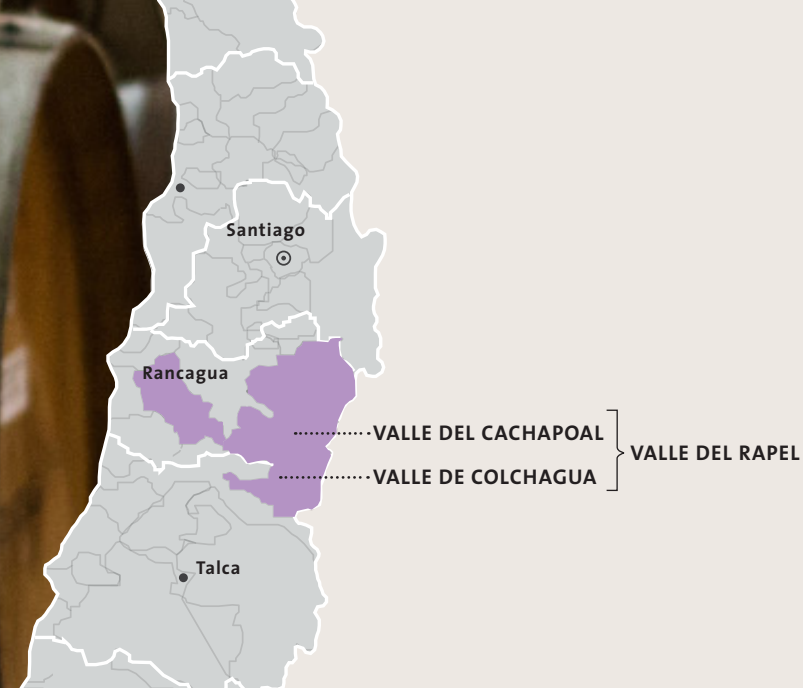 Santiago
Rancagua
VALLE DEL CACHAPOAL
VALLE DEL RAPEL
VALLE DE COLCHAGUA
Talca